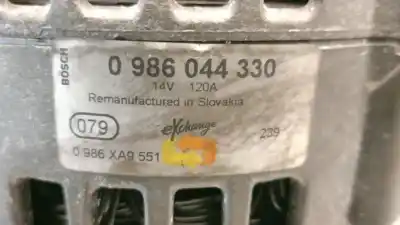 BOSCH
0 986 044 330
14V 120A
Remanufactured in Slovakia
079
eXchange
239
0 986 XA9 551